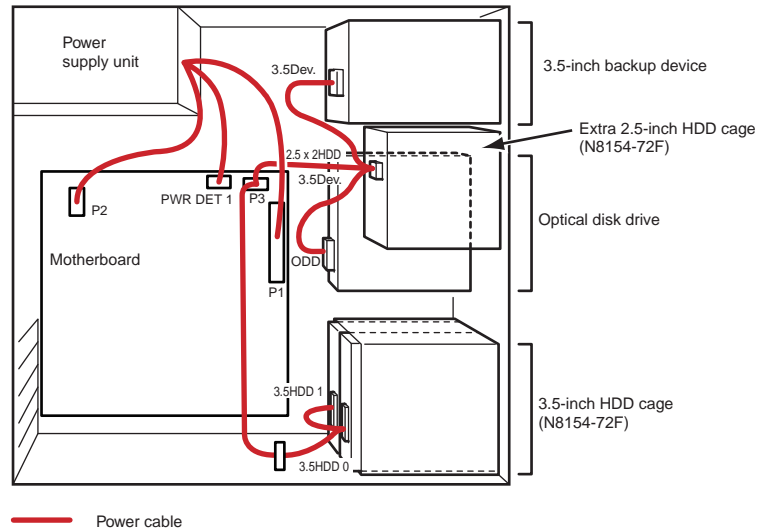 Power
supply unit
3.5Dev.
3.5-inch backup device
Extra 2.5-inch HDD cage
(N8154-72F)
2.5 x 2HDD
3.5Dev.
PWR DET 1
P3
P2
Optical disk drive
Motherboard
ODD
P1
3.5HDD 1
3.5-inch HDD cage
(N8154-72F)
3.5HDD 0
Power cable